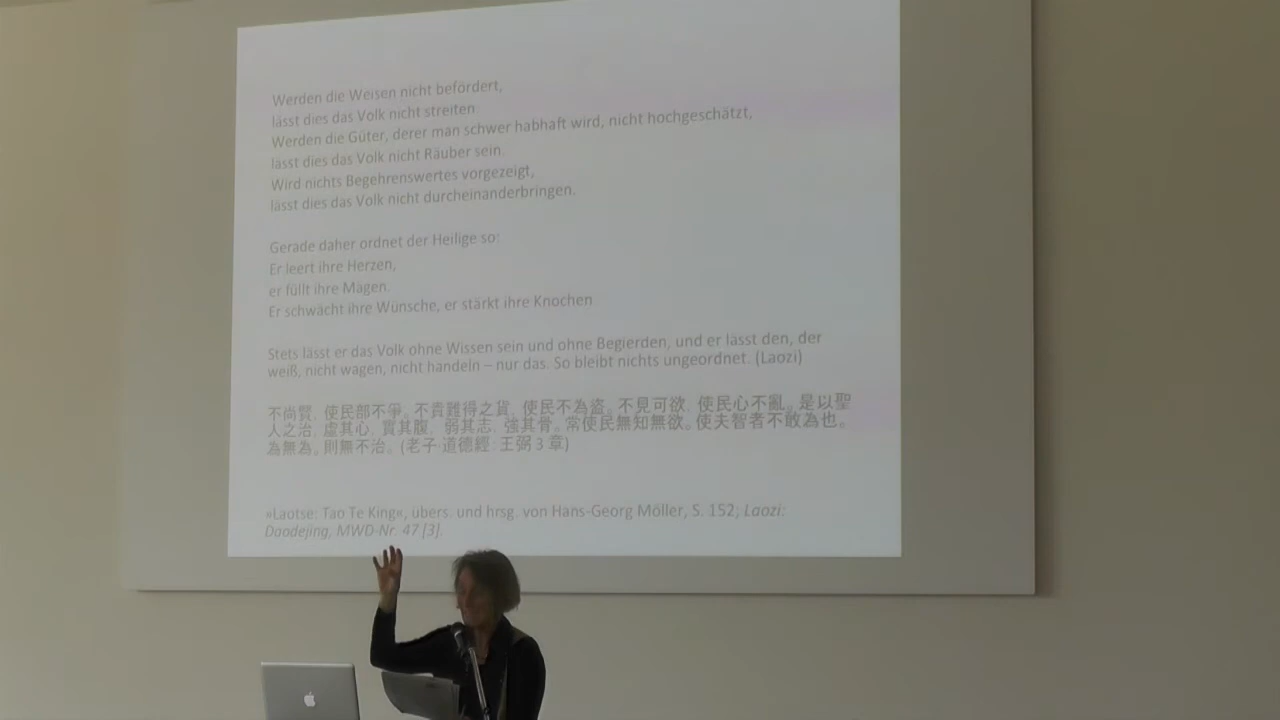 Werden die Weisen nicht befördert,
lässt dies das Volk nicht streiten.
Werden die Güter, derer man schwer habhaft wird, nicht hochgeschätzt,
lässt dies das Volk nicht Räuber sein.
Wird nichts Begehrenswertes vorgezeigt,
lässt dies das Volk nicht durcheinanderbringen.
Gerade daher ordnet der Heilige so:
Er leert ihre Herzen,
er füllt ihre Magen.
Er schwächt ihre Wünsche, er stärkt ihre Knochen.
Stets lässt er das Volk ohne Wissen sein und ohne Begierden, und er lässt den, der
weiß, nicht wagen, nicht handeln – nur das. So bleibt nichts ungeordnet. (Laozi)
不尚賢, 使民部不爭。不貴難得之貨, 使民不為盜。不見可欲, 使民心不亂。是以聖
人之治, 虛其心, 實其腹, 弱其志, 強其骨。常使民無知無欲。使夫智者不敢為也。
為無為。則無不治。(老子·道德經: 王弼 3 章)
»Laotse: Tao Te King«, übers. und hrsg. von Hans-Georg Möller, S. 152; Laozi:
Daodejing, MWD-Nr. 47 [3].